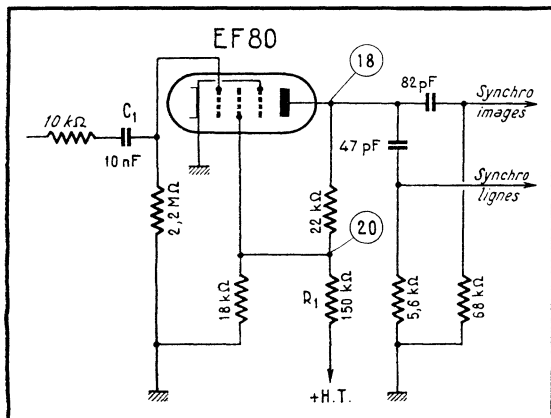 EF80
18
82 pF
Synchro
images
10 kΩ
C1
10 nF
47 pF
Synchro
lignes
2,2 MΩ
22 kΩ
20
18 kΩ
R1
150 kΩ
5,6 kΩ
68 kΩ
+H.T.